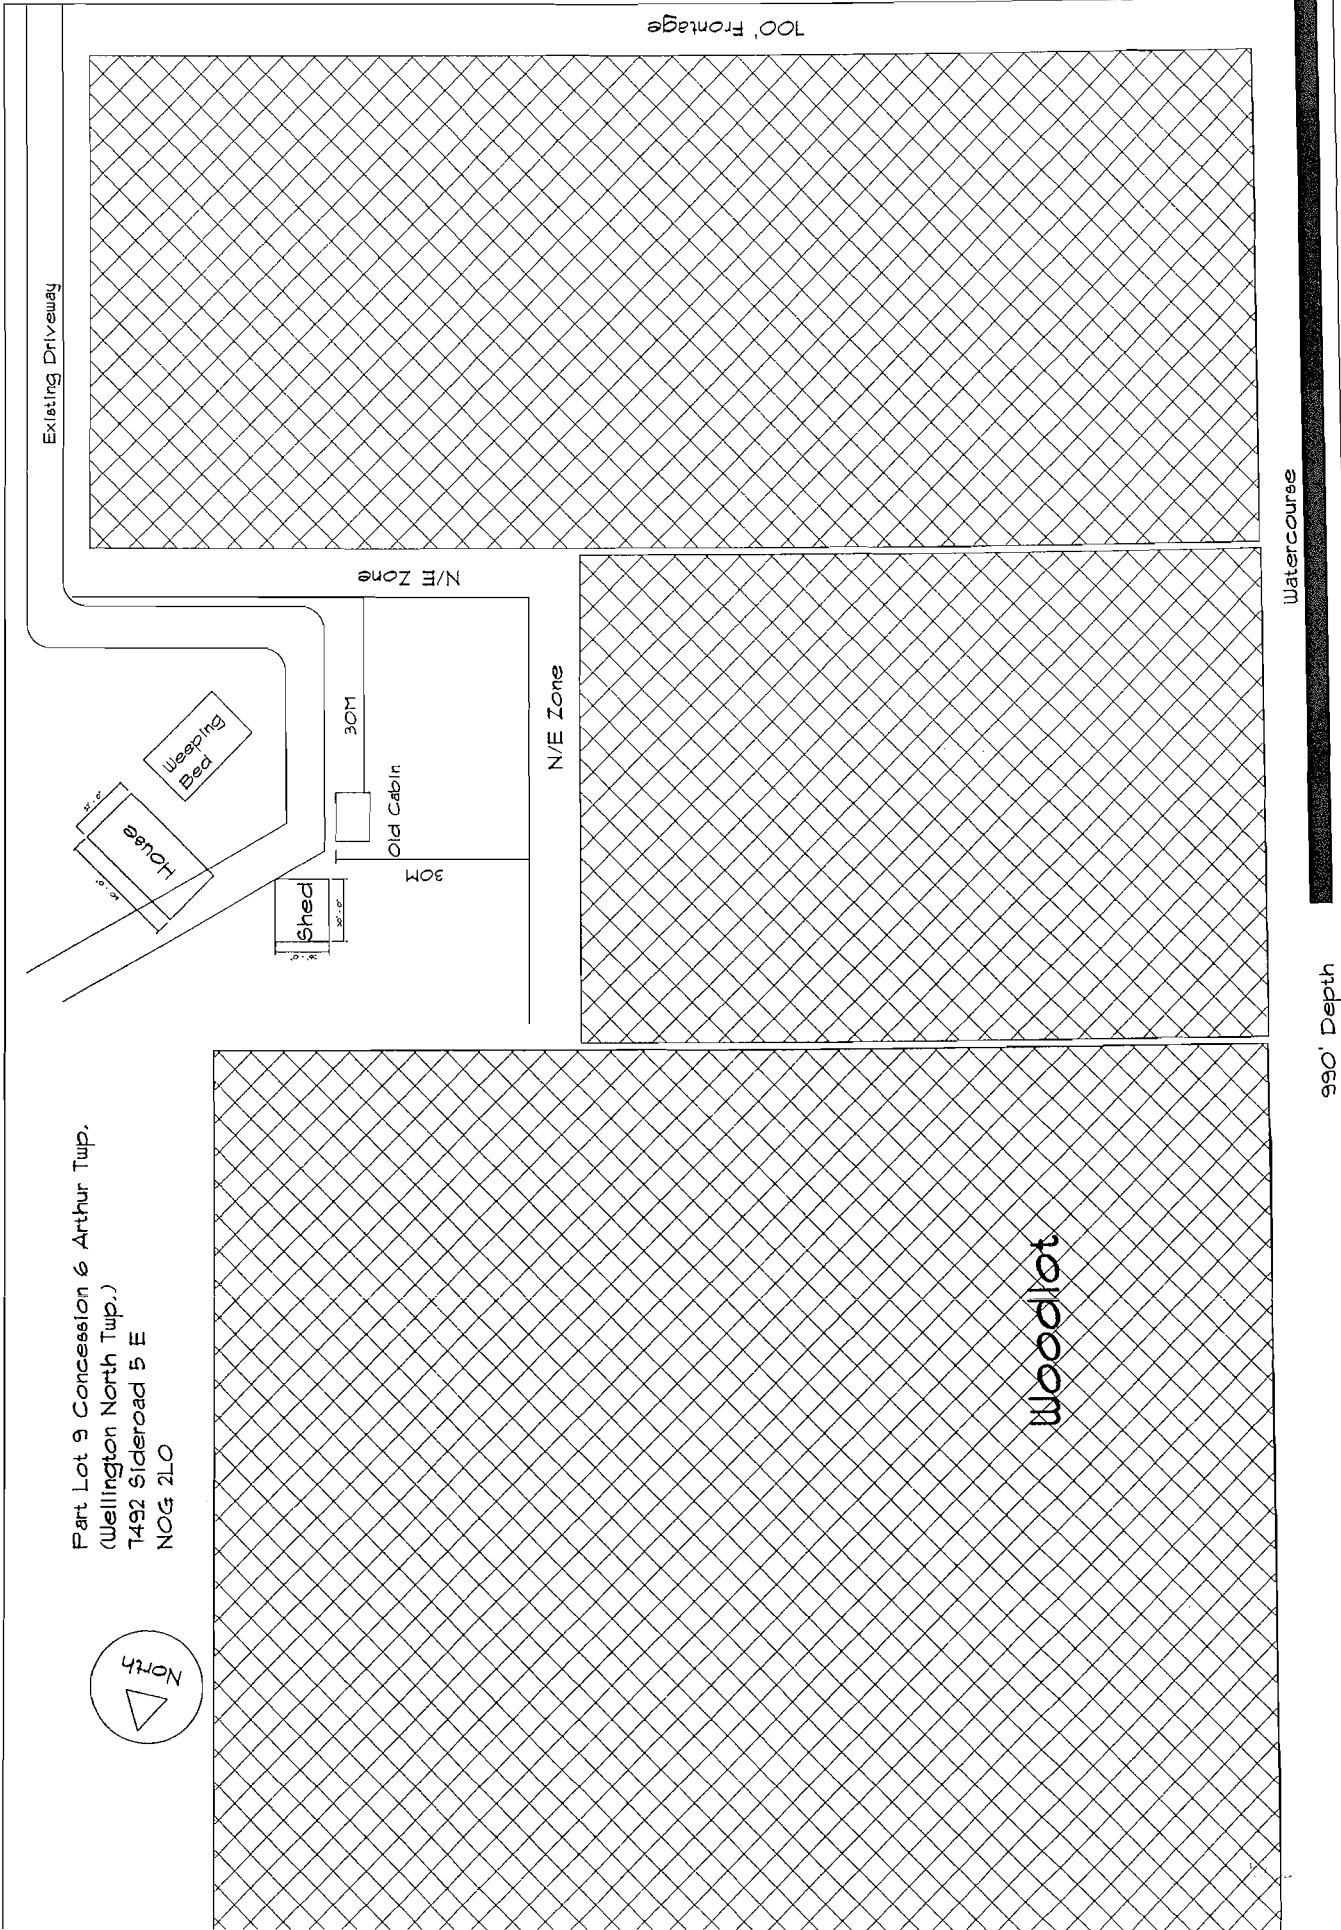 700' Frontage
Existing Driveway
N/E Zone
Weeping
Bed
House
30M
Old Cabin
30M
Shed
N/E Zone
Watercourse
990' Depth
Part Lot 9 Concession 6 Arthur Twp.
(Wellington North Twp.)
7492 Sideroad 5 E
N0G 2L0
North
Woodlot